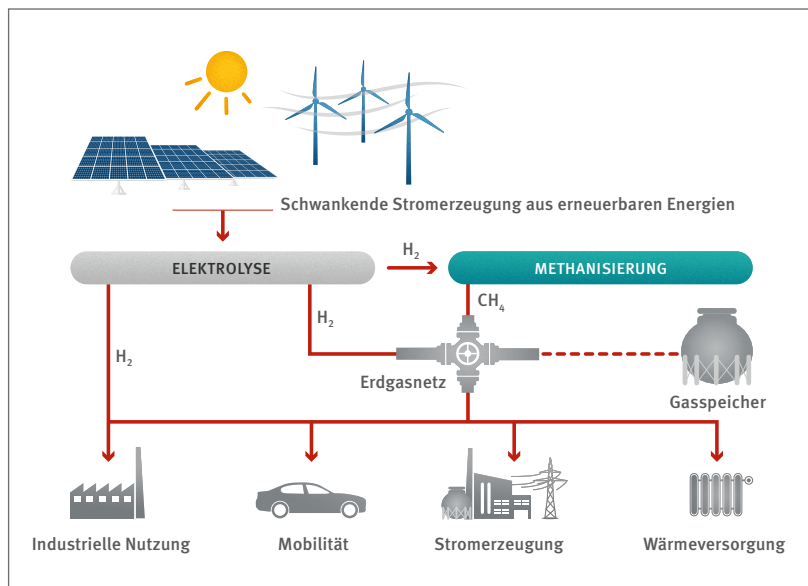 Schwankende Stromerzeugung aus erneuerbaren Energien
ELEKTROLYSE
H₂
METHANISIERUNG
H₂
CH₄
H₂
Erdgasnetz
Gasspeicher
Industrielle Nutzung
Mobilität
Stromerzeugung
Wärmeversorgung